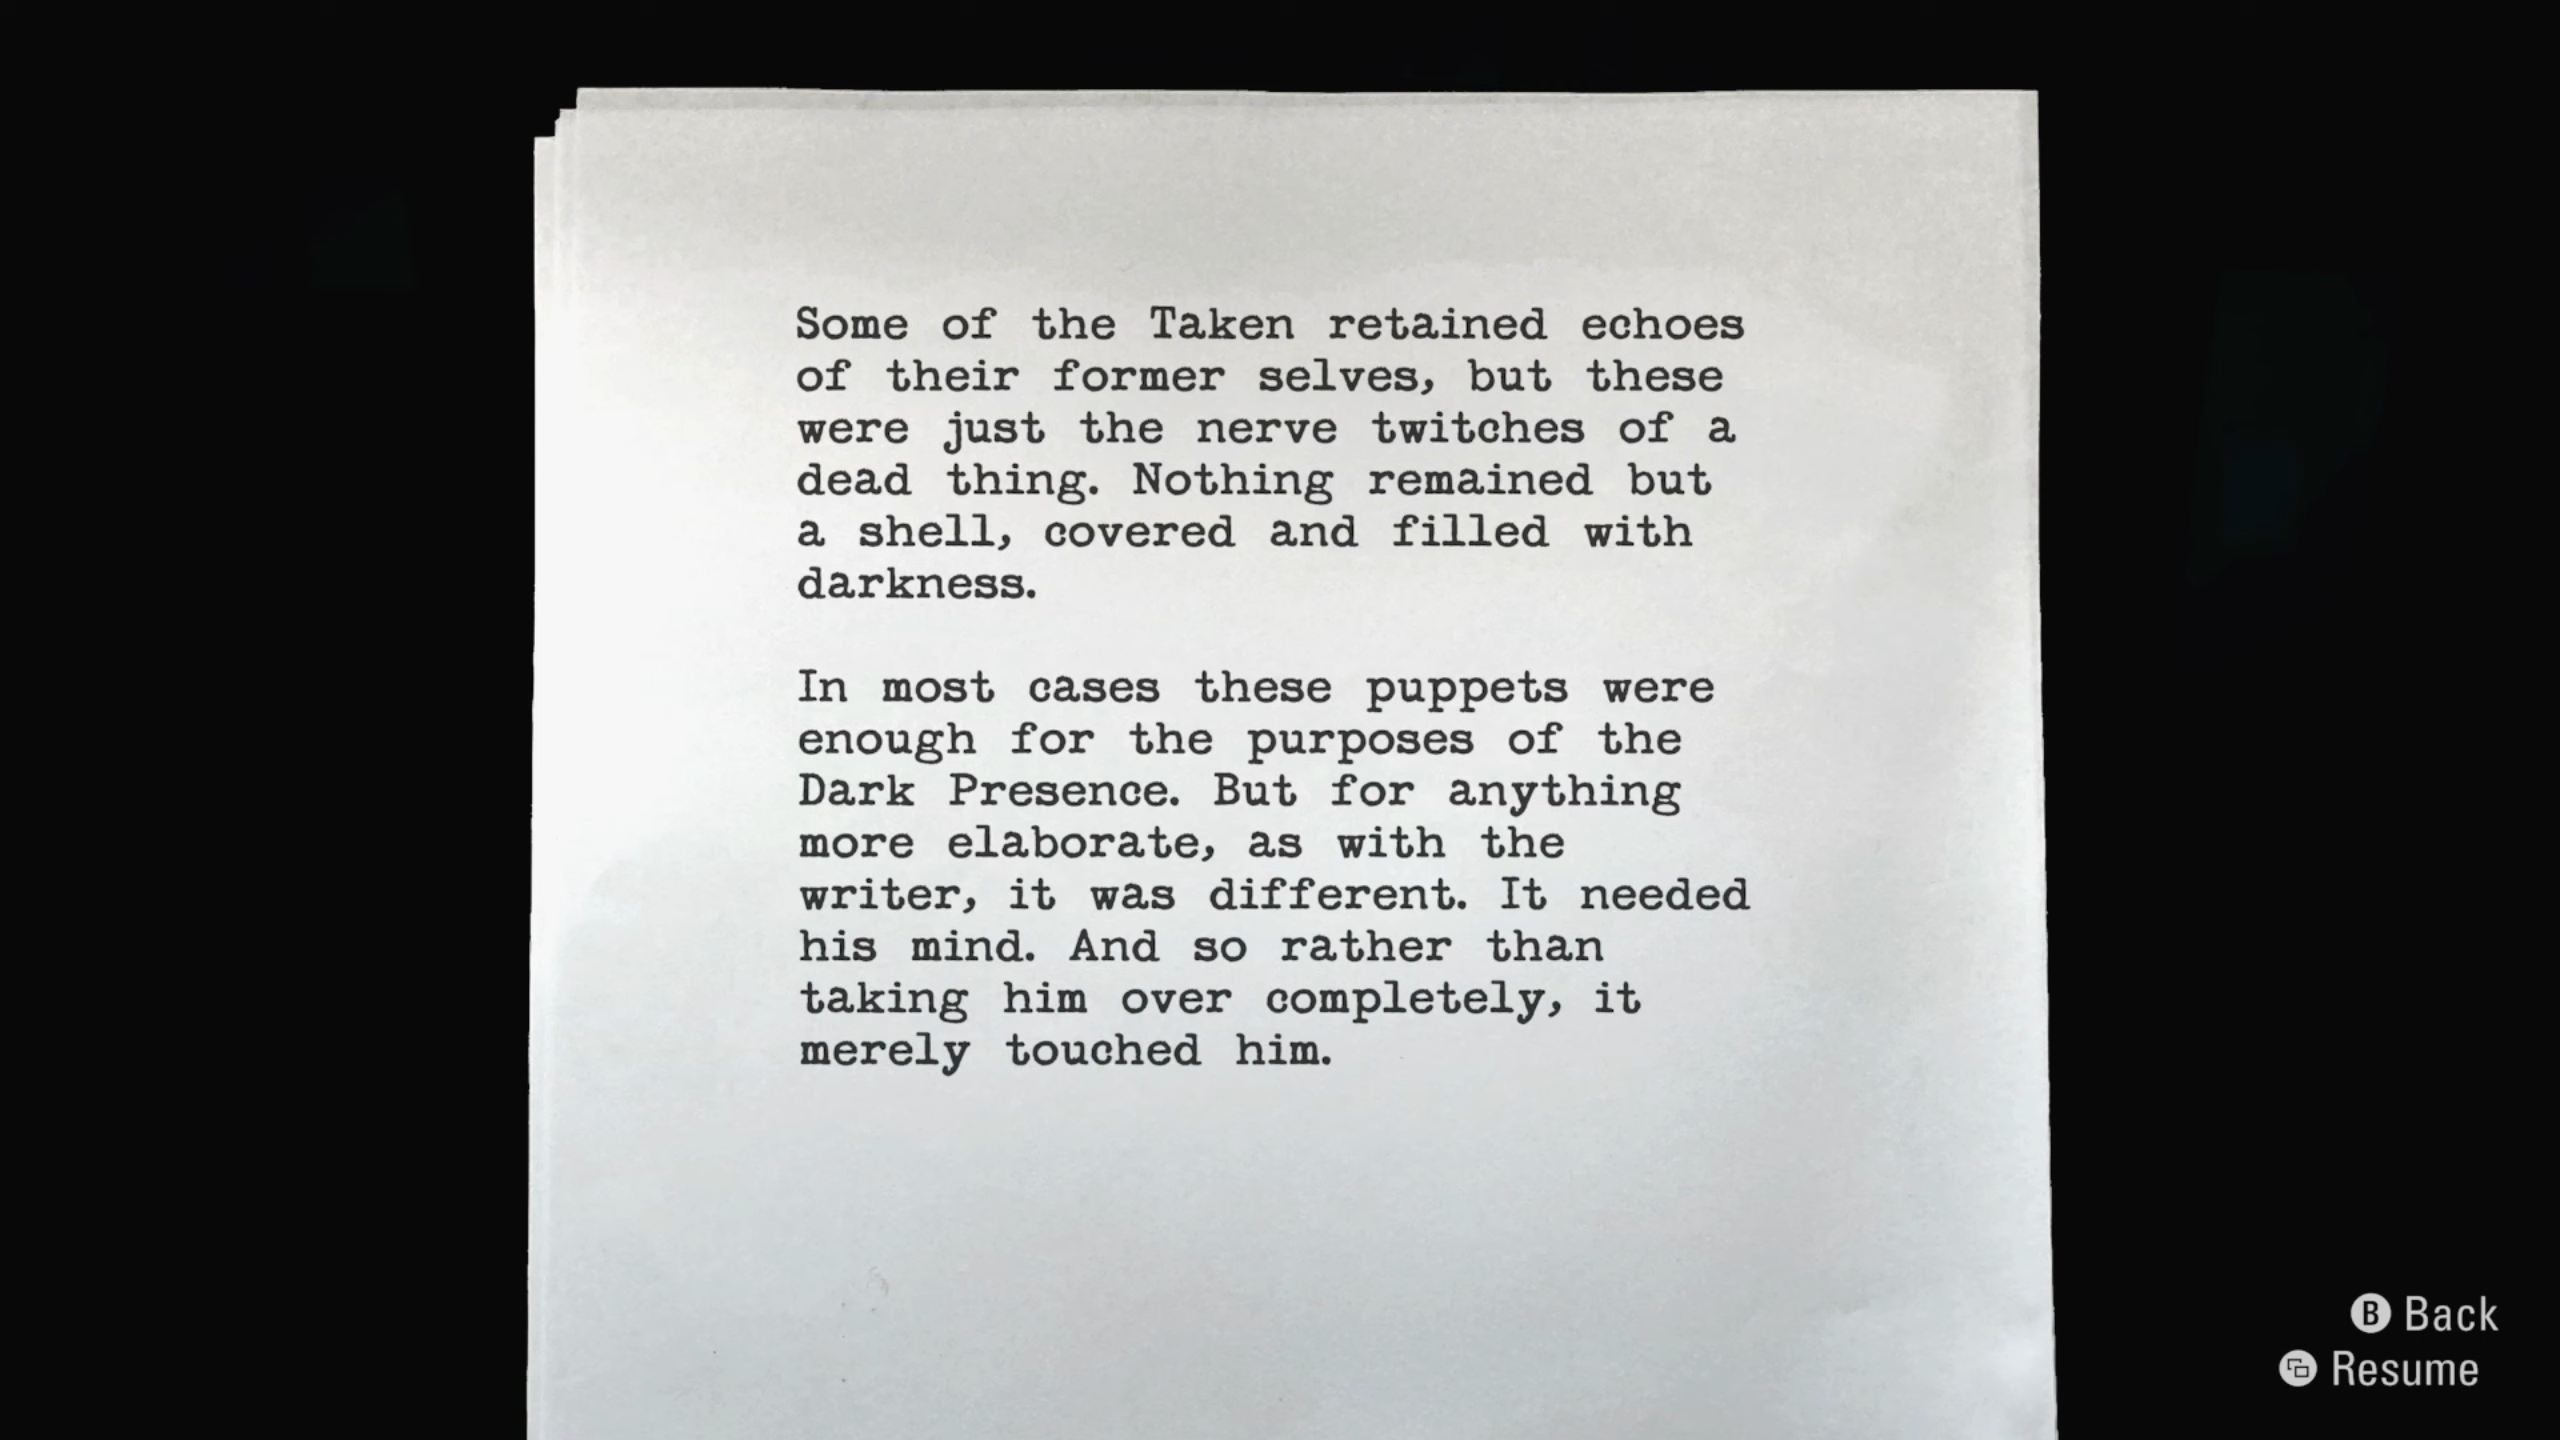 Some of the Taken retained echoes
of their former selves, but these
were just the nerve twitches of a
dead thing. Nothing remained but
a shell, covered and filled with
darkness.

In most cases these puppets were
enough for the purposes of the
Dark Presence. But for anything
more elaborate, as with the
writer, it was different. It needed
his mind. And so rather than
taking him over completely, it
merely touched him.

B Back
Resume